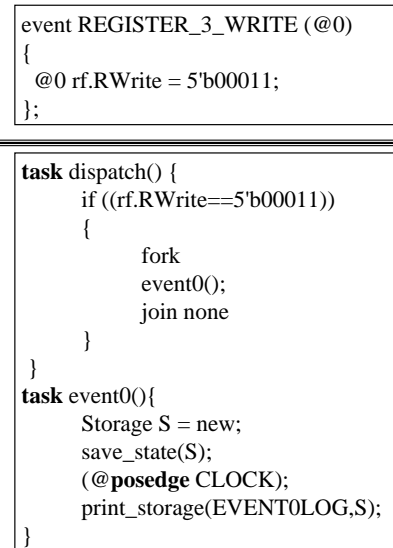 event REGISTER_3_WRITE (@0)
{
@0 rf.RWrite = 5'b00011;
};
task dispatch() {
if ((rf.RWrite==5'b00011))
{
fork
event0();
join none
}
}
task event0(){
Storage S = new;
save_state(S);
(@posedge CLOCK);
print_storage(EVENT0LOG,S);
}